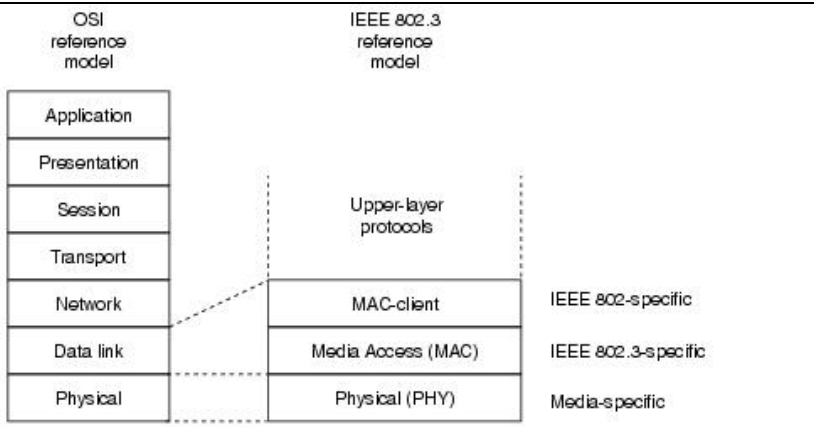 OSI
reference
model
IEEE 802.3
reference
model
Application
Presentation
Session
Transport
Network
Data link
Physical
Upper-layer
protocols
MAC-client
Media Access (MAC)
Physical (PHY)
IEEE 802-specific
IEEE 802.3-specific
Media-specific